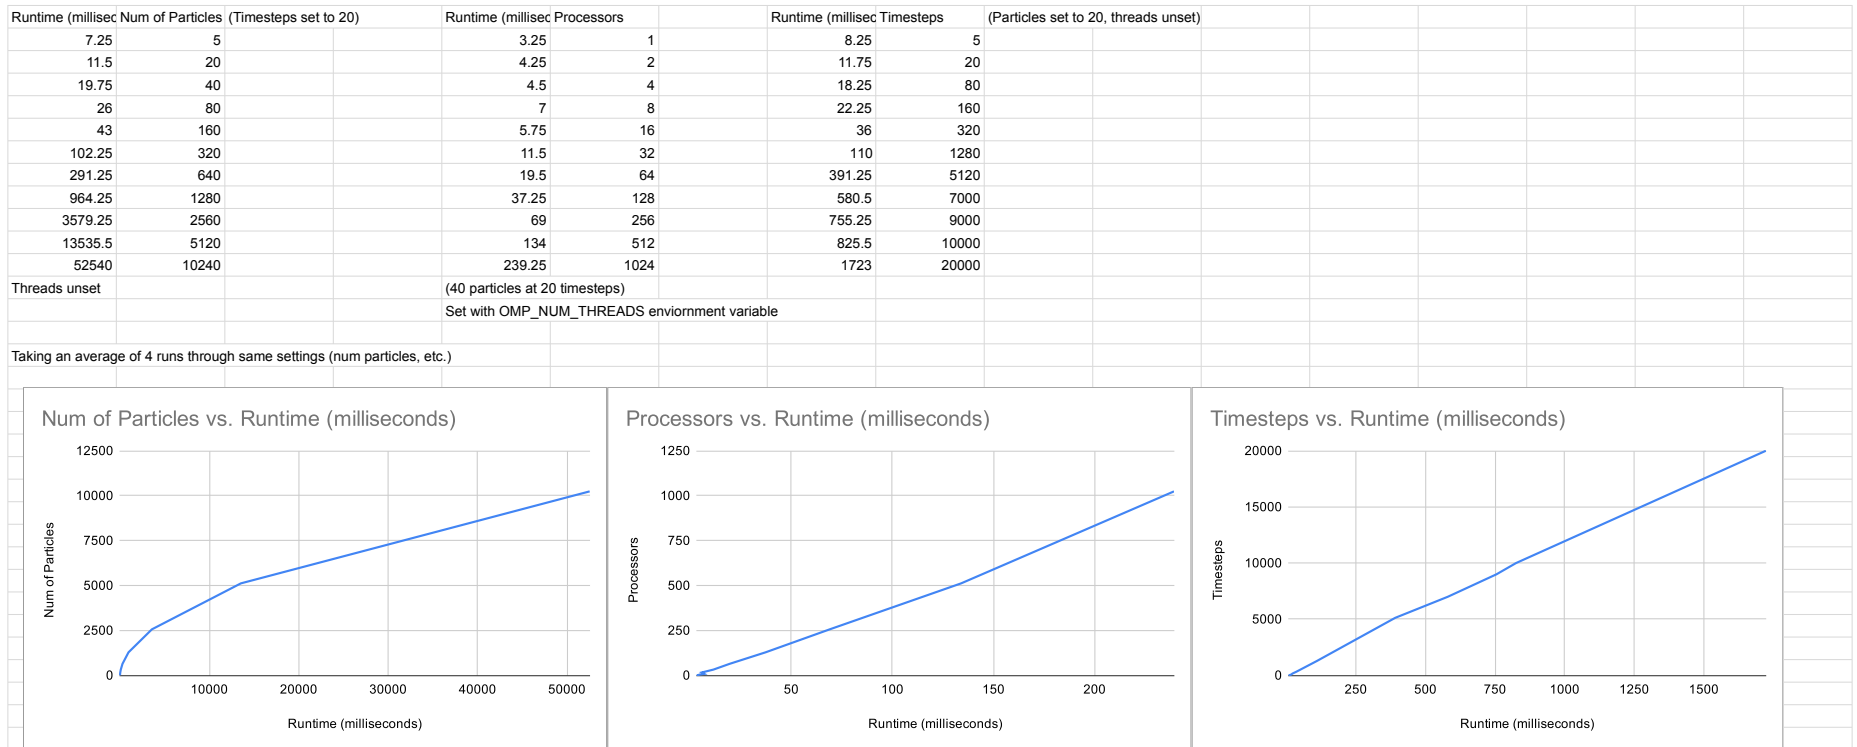 Runtime (millisec Num of Particles (Timesteps set to 20) Runtime (millisec Processors Runtime (millisec Timesteps (Particles set to 20, threads unset)
7.25 5 3.25 1 8.25 5
11.5 20 4.25 2 11.75 20
19.75 40 4.5 4 18.25 80
26 80 7 8 22.25 160
43 160 5.75 16 36 320
102.25 320 11.5 32 110 1280
291.25 640 19.5 64 391.25 5120
964.25 1280 37.25 128 580.5 7000
3579.25 2560 69 256 755.25 9000
13535.5 5120 134 512 825.5 10000
52540 10240 239.25 1024 1723 20000
Threads unset (40 particles at 20 timesteps)
Set with OMP_NUM_THREADS enviornment variable
Taking an average of 4 runs through same settings (num particles, etc.)
Num of Particles vs. Runtime (milliseconds)
12500
10000
7500
5000
2500
0
Num of Particles
10000 20000 30000 40000 50000
Runtime (milliseconds)
Processors vs. Runtime (milliseconds)
1250
1000
750
500
250
0
Processors
50 100 150 200
Runtime (milliseconds)
Timesteps vs. Runtime (milliseconds)
20000
15000
10000
5000
0
Timesteps
250 500 750 1000 1250 1500
Runtime (milliseconds)